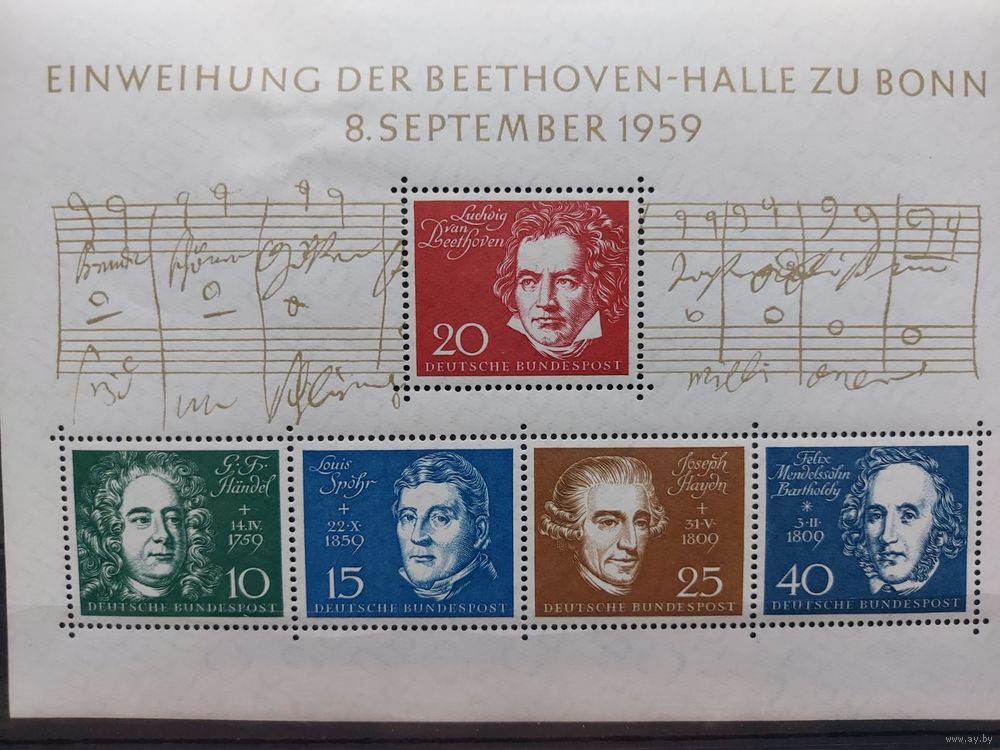 EINWEIHUNG DER BEETHOVEN-HALLE ZU BONN
8. SEPTEMBER 1959
Ludwig
van
Beethoven
20
DEUTSCHE BUNDESPOST
G. Fr.
Händel
+
14.IV.
1759
10
DEUTSCHE BUNDESPOST
Louis
Spohr
+
22.X.
1859
15
DEUTSCHE BUNDESPOST
Joseph
Haydn
+
31.V.
1809
25
DEUTSCHE BUNDESPOST
Felix
Mendelssohn
Bartholdy
*
3.II.
1809
40
DEUTSCHE BUNDESPOST
www.ay.by